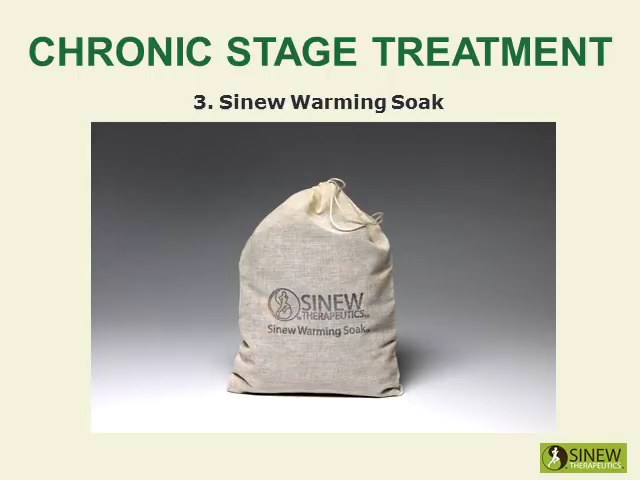 CHRONIC STAGE TREATMENT
3. Sinew Warming Soak
SINEW
THERAPEUTICS
Sinew Warming Soak
SINEW
THERAPEUTICS